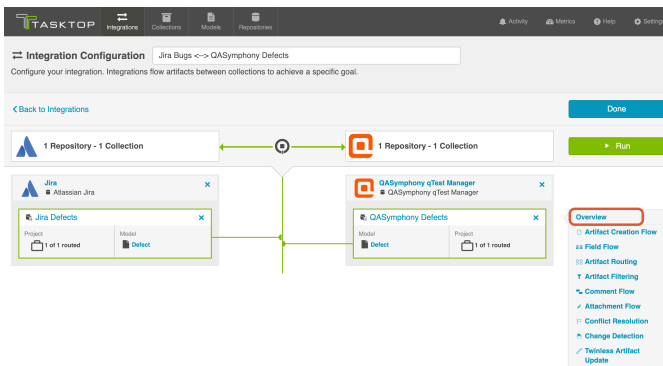 TASKTOP
Integrations
Collections
Models
Repositories
Activity
Metrics
Help
Settings
Integration Configuration
Jira Bugs <--> QASymphony Defects
Configure your integration. Integrations flow artifacts between collections to achieve a specific goal.
Back to Integrations
Done
1 Repository - 1 Collection
1 Repository - 1 Collection
Run
Jira
Atlassian Jira
QASymphony qTest Manager
QASymphony qTest Manager
Jira Defects
Project
1 of 1 routed
Model
Defect
QASymphony Defects
Model
Defect
Project
1 of 1 routed
Overview
Artifact Creation Flow
Field Flow
Artifact Routing
Artifact Filtering
Comment Flow
Attachment Flow
Conflict Resolution
Change Detection
Twinless Artifact
Update